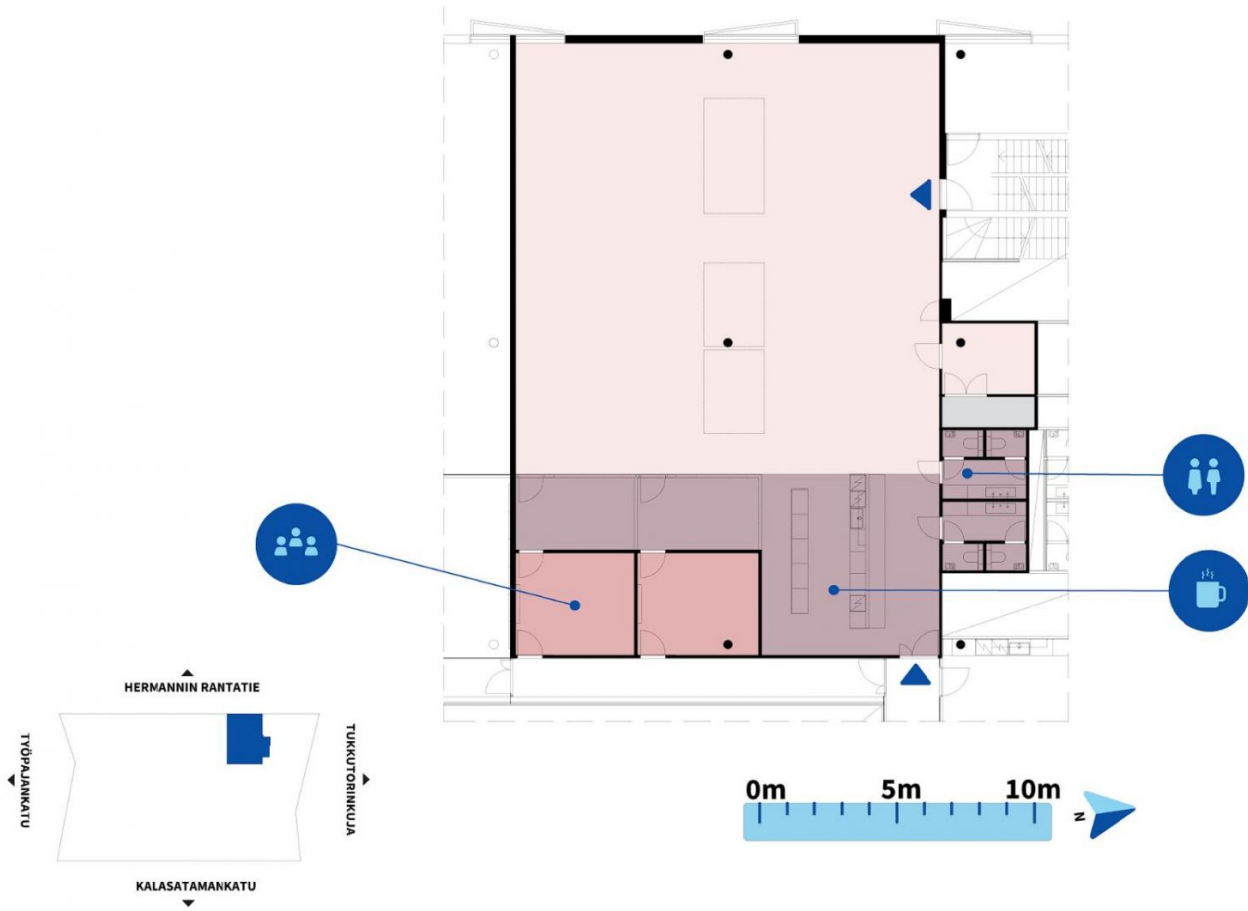 HERMANNIN RANTATIE
TYÖPAJANKATU
TUKKUTORINKUJA
KALASATAMANKATU
0m 5m 10m
N